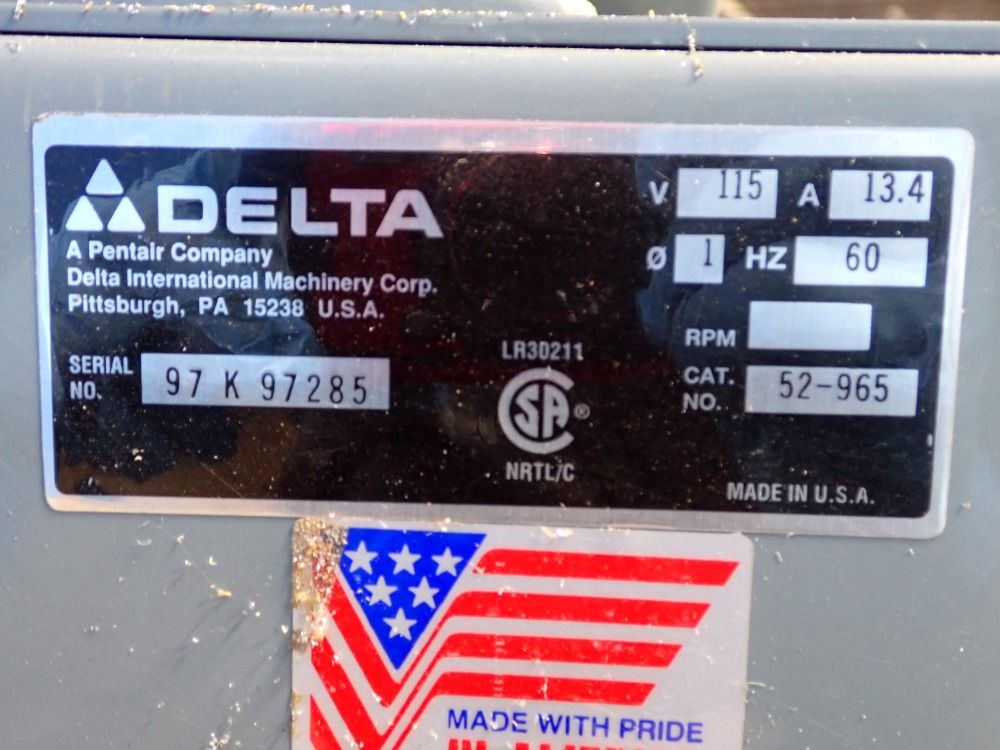 DELTA
A Pentair Company
Delta International Machinery Corp.
Pittsburgh, PA 15238 U.S.A.
SERIAL NO. 97 K 97285
LR30211
SA ®
NRTL/C
V 115 A 13.4
Ø 1 HZ 60
RPM
CAT. NO. 52-965
MADE IN U.S.A.
MADE WITH PRIDE